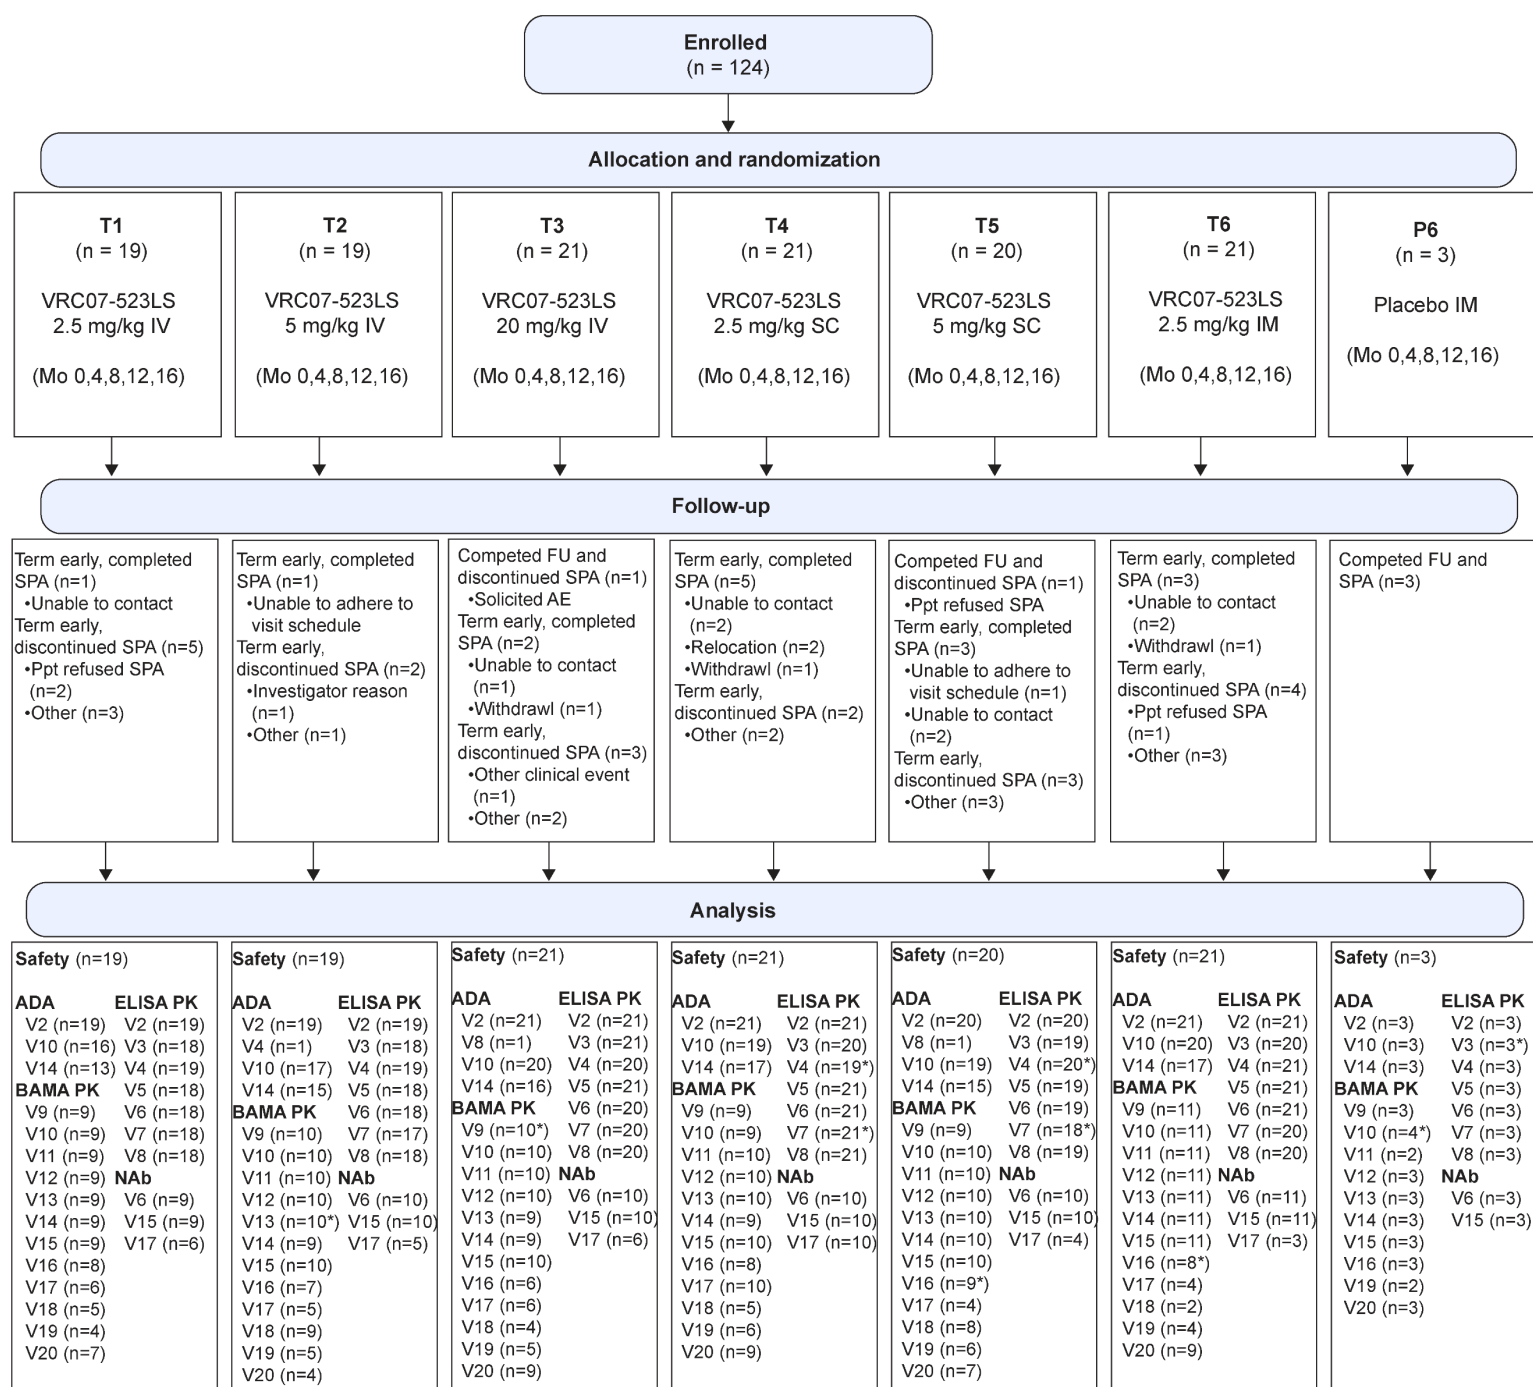 Enrolled
(n = 124)
Allocation and randomization
T1
(n = 19)
VRC07-523LS
2.5 mg/kg IV
(Mo 0,4,8,12,16)
T2
(n = 19)
VRC07-523LS
5 mg/kg IV
(Mo 0,4,8,12,16)
T3
(n = 21)
VRC07-523LS
20 mg/kg IV
(Mo 0,4,8,12,16)
T4
(n = 21)
VRC07-523LS
2.5 mg/kg SC
(Mo 0,4,8,12,16)
T5
(n = 20)
VRC07-523LS
5 mg/kg SC
(Mo 0,4,8,12,16)
T6
(n = 21)
VRC07-523LS
2.5 mg/kg IM
(Mo 0,4,8,12,16)
P6
(n = 3)
Placebo IM
(Mo 0,4,8,12,16)
Follow-up
Term early, completed
SPA (n=1)
•Unable to contact
Term early,
discontinued SPA (n=5)
•Ppt refused SPA
(n=2)
•Other (n=3)
Term early, completed
SPA (n=1)
•Unable to adhere to
visit schedule
Term early,
discontinued SPA (n=2)
•Investigator reason
(n=1)
•Other (n=1)
Competed FU and
discontinued SPA (n=1)
•Solicited AE
Term early, completed
SPA (n=2)
•Unable to contact
(n=1)
•Withdrawl (n=1)
Term early,
discontinued SPA (n=3)
•Other clinical event
(n=1)
•Other (n=2)
Term early, completed
SPA (n=5)
•Unable to contact
(n=2)
•Relocation (n=2)
•Withdrawl (n=1)
Term early,
discontinued SPA (n=2)
•Other (n=2)
Competed FU and
discontinued SPA (n=1)
•Ppt refused SPA
Term early, completed
SPA (n=3)
•Unable to adhere to
visit schedule (n=1)
•Unable to contact
(n=2)
Term early,
discontinued SPA (n=3)
•Other (n=3)
Term early, completed
SPA (n=3)
•Unable to contact
(n=2)
•Withdrawl (n=1)
Term early,
discontinued SPA (n=4)
•Ppt refused SPA
(n=1)
•Other (n=3)
Competed FU and
SPA (n=3)
Analysis
Safety (n=19)
ADA
V2 (n=19)
V10 (n=16)
V14 (n=13)
BAMA PK
V9 (n=9)
V10 (n=9)
V11 (n=9)
V12 (n=9)
V13 (n=9)
V14 (n=9)
V15 (n=9)
V16 (n=8)
V17 (n=6)
V18 (n=5)
V19 (n=4)
V20 (n=7)
ELISA PK
V2 (n=19)
V3 (n=18)
V4 (n=19)
V5 (n=18)
V6 (n=18)
V7 (n=18)
V8 (n=18)
NAb
V6 (n=9)
V15 (n=9)
V17 (n=6)
Safety (n=19)
ADA
V2 (n=19)
V4 (n=1)
V10 (n=17)
V14 (n=15)
BAMA PK
V9 (n=10)
V10 (n=10)
V11 (n=10)
V12 (n=10)
V13 (n=10*)
V14 (n=9)
V15 (n=10)
V16 (n=7)
V17 (n=5)
V18 (n=9)
V19 (n=5)
V20 (n=4)
ELISA PK
V2 (n=19)
V3 (n=18)
V4 (n=19)
V5 (n=18)
V6 (n=18)
V7 (n=17)
V8 (n=18)
NAb
V6 (n=10)
V15 (n=10)
V17 (n=5)
Safety (n=21)
ADA
V2 (n=21)
V8 (n=1)
V10 (n=20)
V14 (n=16)
BAMA PK
V9 (n=10*)
V10 (n=10)
V11 (n=10)
V12 (n=10)
V13 (n=9)
V14 (n=9)
V15 (n=10)
V16 (n=6)
V17 (n=6)
V18 (n=4)
V19 (n=5)
V20 (n=9)
ELISA PK
V2 (n=21)
V3 (n=21)
V4 (n=20)
V5 (n=21)
V6 (n=20)
V7 (n=20)
V8 (n=20)
NAb
V6 (n=10)
V15 (n=10)
V17 (n=6)
Safety (n=21)
ADA
V2 (n=21)
V10 (n=19)
V14 (n=17)
BAMA PK
V9 (n=9)
V10 (n=9)
V11 (n=10)
V12 (n=10)
V13 (n=10)
V14 (n=9)
V15 (n=10)
V16 (n=8)
V17 (n=10)
V18 (n=5)
V19 (n=6)
V20 (n=9)
ELISA PK
V2 (n=21)
V3 (n=20)
V4 (n=19*)
V5 (n=21)
V6 (n=21)
V7 (n=21*)
V8 (n=21)
NAb
V6 (n=10)
V15 (n=10)
V17 (n=10)
Safety (n=20)
ADA
V2 (n=20)
V8 (n=1)
V10 (n=19)
V14 (n=15)
BAMA PK
V9 (n=9)
V10 (n=10)
V11 (n=10)
V12 (n=10)
V13 (n=10)
V14 (n=10)
V15 (n=10)
V16 (n=9*)
V17 (n=4)
V18 (n=8)
V19 (n=6)
V20 (n=7)
ELISA PK
V2 (n=20)
V3 (n=19)
V4 (n=20*)
V5 (n=19)
V6 (n=19)
V7 (n=18*)
V8 (n=19)
NAb
V6 (n=10)
V15 (n=10)
V17 (n=4)
Safety (n=21)
ADA
V2 (n=21)
V10 (n=20)
V14 (n=17)
BAMA PK
V9 (n=11)
V10 (n=11)
V11 (n=11)
V12 (n=11)
V13 (n=11)
V14 (n=11)
V15 (n=11)
V16 (n=8*)
V17 (n=4)
V18 (n=2)
V19 (n=4)
V20 (n=9)
ELISA PK
V2 (n=21)
V3 (n=20)
V4 (n=21)
V5 (n=21)
V6 (n=21)
V7 (n=20)
V8 (n=20)
NAb
V6 (n=11)
V15 (n=11)
V17 (n=3)
Safety (n=3)
ADA
V2 (n=3)
V10 (n=3)
V14 (n=3)
BAMA PK
V9 (n=3)
V10 (n=4*)
V11 (n=2)
V12 (n=3)
V13 (n=3)
V14 (n=3)
V15 (n=3)
V16 (n=3)
V19 (n=2)
V20 (n=3)
ELISA PK
V2 (n=3)
V3 (n=3*)
V4 (n=3)
V5 (n=3)
V6 (n=3)
V7 (n=3)
V8 (n=3)
NAb
V6 (n=3)
V15 (n=3)